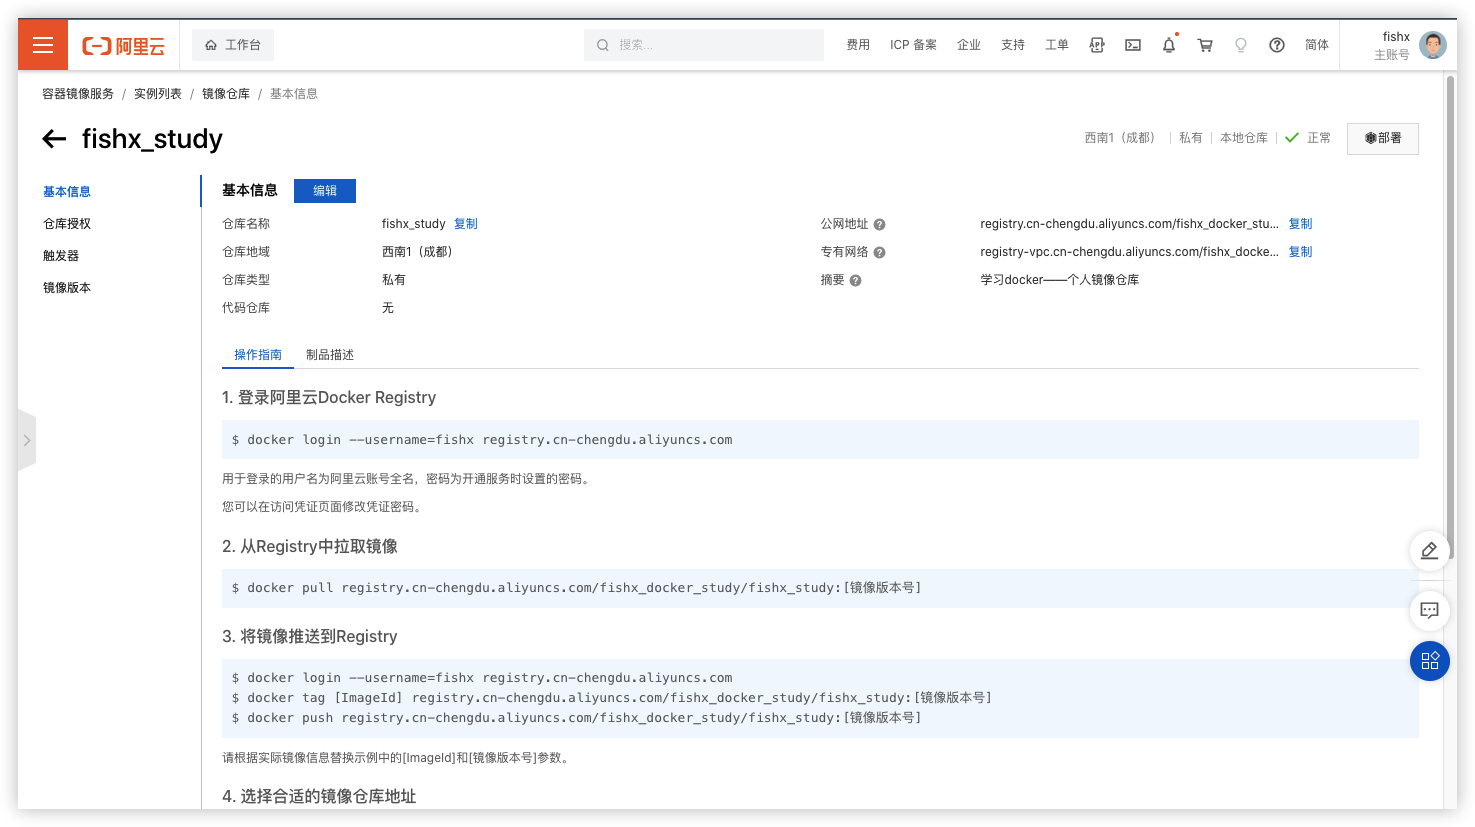 阿里云
工作台
搜索...
费用
ICP 备案
企业
支持
工单
简体
fishx
主账号
容器镜像服务 / 实例列表 / 镜像仓库 / 基本信息
fishx_study
西南1（成都）
私有
本地仓库
正常
部署
基本信息
仓库授权
触发器
镜像版本
基本信息
编辑
仓库名称 fishx_study 复制
公网地址 registry.cn-chengdu.aliyuncs.com/fishx_docker_stu... 复制
仓库地域 西南1（成都）
专有网络 registry-vpc.cn-chengdu.aliyuncs.com/fishx_docke... 复制
仓库类型 私有
摘要 学习docker——个人镜像仓库
代码仓库 无
操作指南
制品描述
1. 登录阿里云Docker Registry
$ docker login --username=fishx registry.cn-chengdu.aliyuncs.com
用于登录的用户名为阿里云账号全名，密码为开通服务时设置的密码。
您可以在访问凭证页面修改凭证密码。
2. 从Registry中拉取镜像
$ docker pull registry.cn-chengdu.aliyuncs.com/fishx_docker_study/fishx_study:[镜像版本号]
3. 将镜像推送到Registry
$ docker login --username=fishx registry.cn-chengdu.aliyuncs.com
$ docker tag [ImageId] registry.cn-chengdu.aliyuncs.com/fishx_docker_study/fishx_study:[镜像版本号]
$ docker push registry.cn-chengdu.aliyuncs.com/fishx_docker_study/fishx_study:[镜像版本号]
请根据实际镜像信息替换示例中的[ImageId]和[镜像版本号]参数。
4. 选择合适的镜像仓库地址